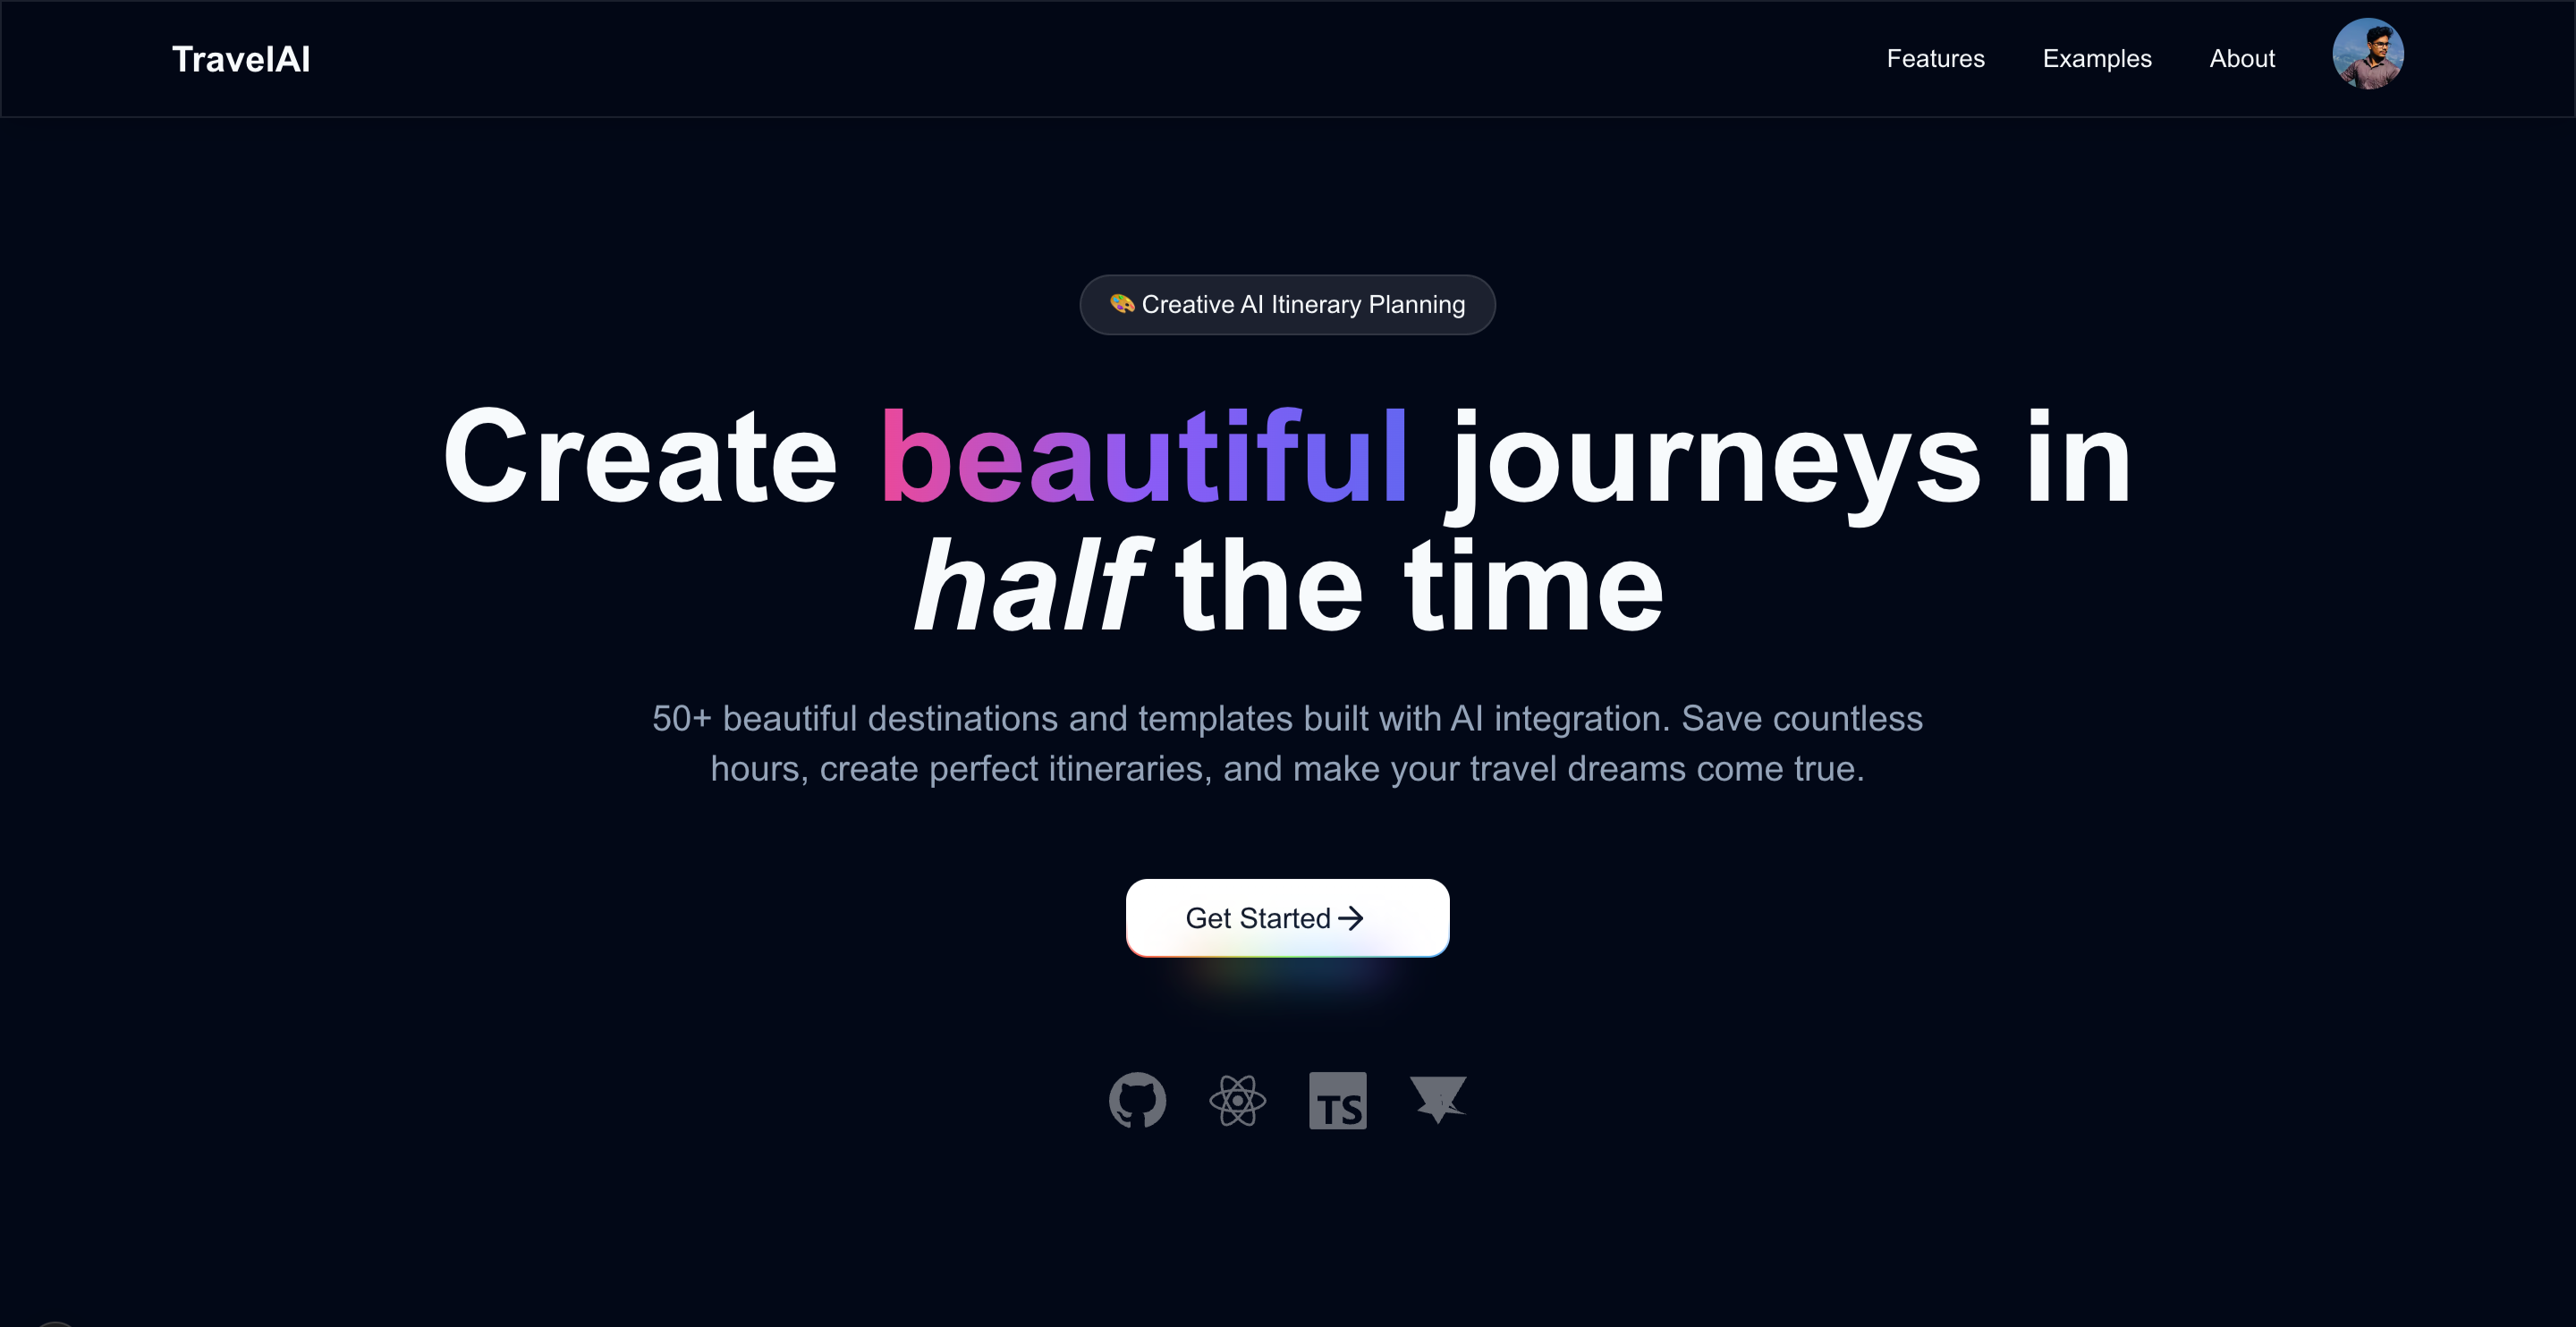 TravelAI
Features
Examples
About
🎨 Creative AI Itinerary Planning
Create beautiful journeys in
half the time
50+ beautiful destinations and templates built with AI integration. Save countless
hours, create perfect itineraries, and make your travel dreams come true.
Get Started →
TS